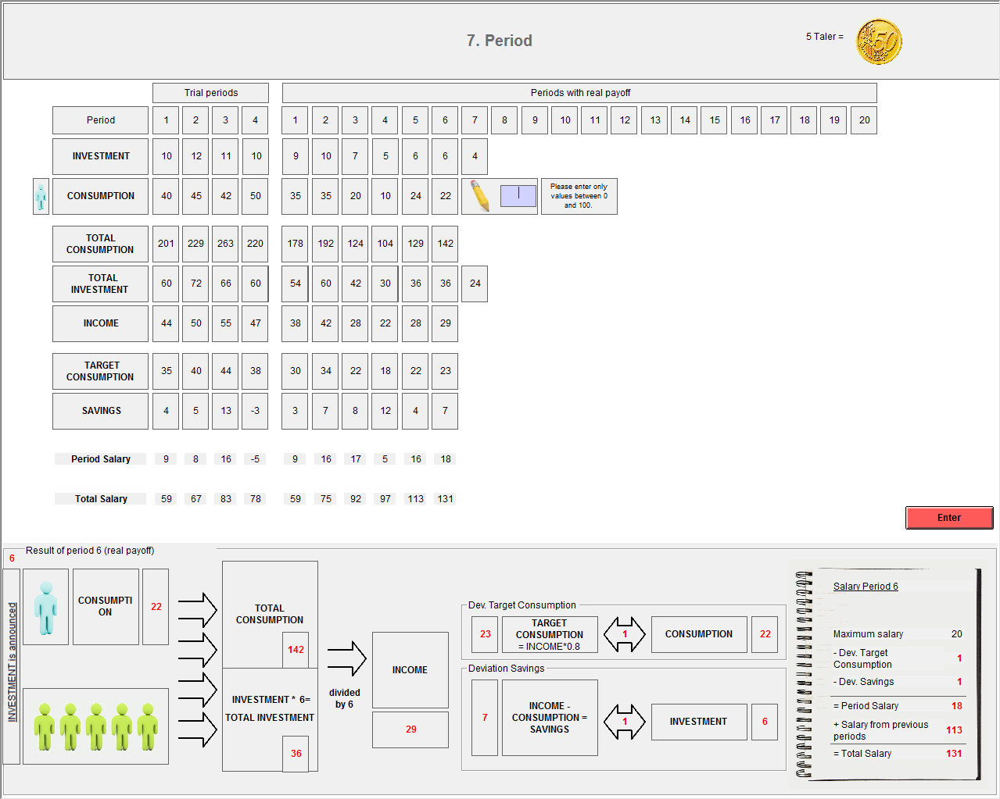 7. Period
5 Taler =
50
Trial periods
Periods with real payoff
Period 1 2 3 4 1 2 3 4 5 6 7 8 9 10 11 12 13 14 15 16 17 18 19 20
INVESTMENT 10 12 11 10 9 10 7 5 6 6 4
CONSUMPTION 40 45 42 50 35 35 20 10 24 22
Please enter only
values between 0
and 100.
TOTAL
CONSUMPTION
201 229 263 220 178 192 124 104 129 142
TOTAL
INVESTMENT
60 72 66 60 54 60 42 30 36 36 24
INCOME 44 50 55 47 38 42 28 22 28 29
TARGET
CONSUMPTION
35 40 44 38 30 34 22 18 22 23
SAVINGS 4 5 13 -3 3 7 8 12 4 7
Period Salary 9 8 16 -5 9 16 17 5 16 18
Total Salary 59 67 83 78 59 75 92 97 113 131
Enter
Result of period 6 (real payoff)
6
INVESTMENT is announced
CONSUMPTI
ON
22
TOTAL
CONSUMPTION
142
INVESTMENT * 6=
TOTAL INVESTMENT
36
divided
by 6
INCOME
29
Dev. Target Consumption
23
TARGET
CONSUMPTION
= INCOME*0.8
1
CONSUMPTION
22
Deviation Savings
7
INCOME -
CONSUMPTION =
SAVINGS
1
INVESTMENT
6
Salary Period 6
Maximum salary 20
- Dev. Target
Consumption
1
- Dev. Savings 1
= Period Salary 18
+ Salary from previous
periods
113
= Total Salary 131